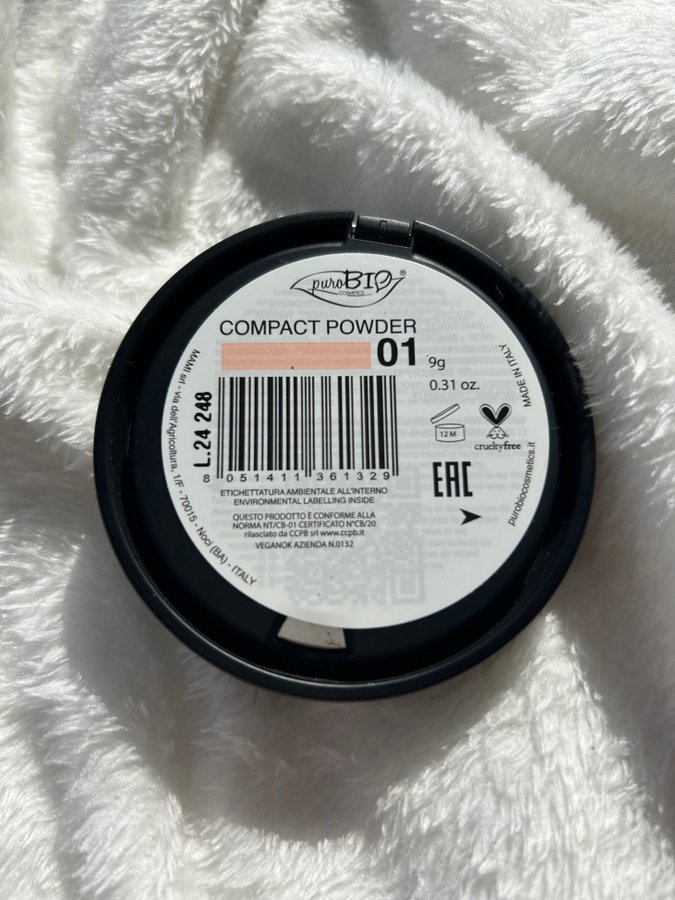 puroBIO®
COSMETICS
COMPACT POWDER
01
9g
0.31 oz.
L.24 248
8 051411 361329
12 M
crueltyfree
EAC
ETICHETTATURA AMBIENTALE ALL'INTERNO
ENVIRONMENTAL LABELLING INSIDE
QUESTO PRODOTTO È CONFORME ALLA
NORMA NT/CB-01 CERTIFICATO N°CB/20
rilasciato da CCPB srl www.ccpb.it
VEGANOK AZIENDA N.0132
MAMI srl - via dell'Agricoltura, 1/F - 70015 - Noci (BA) - ITALY
purobiocosmetics.it
MADE IN ITALY